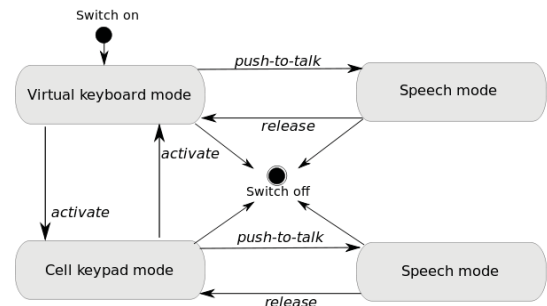 Switch on
push-to-talk
Virtual keyboard mode
Speech mode
release
activate
Switch off
activate
push-to-talk
Cell keypad mode
Speech mode
release